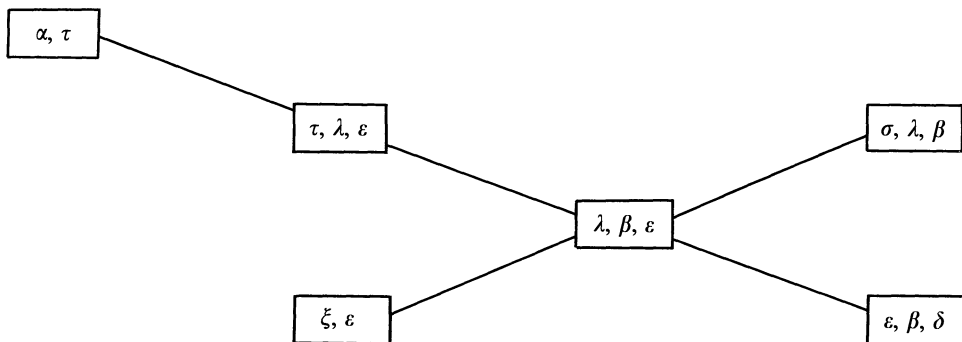 α, τ
τ, λ, ε
σ, λ, β
λ, β, ε
ξ, ε
ε, β, δ